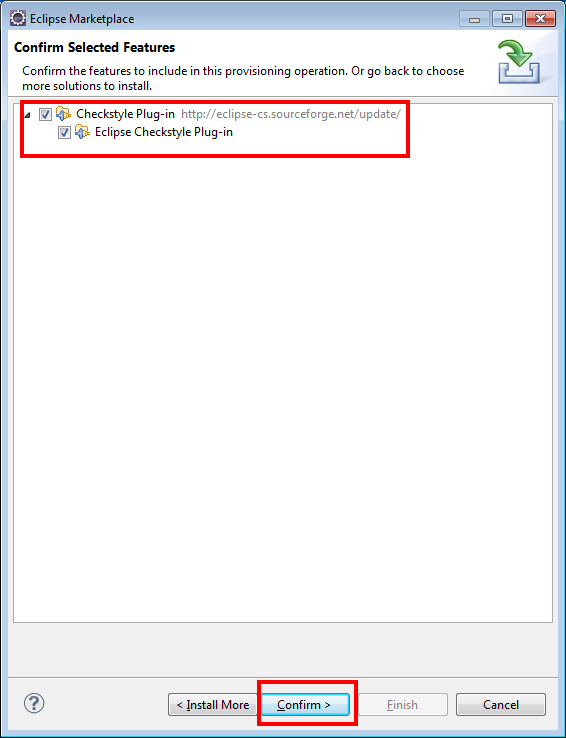 Eclipse Marketplace
Confirm Selected Features
Confirm the features to include in this provisioning operation. Or go back to choose
more solutions to install.
Checkstyle Plug-in http://eclipse-cs.sourceforge.net/update/
Eclipse Checkstyle Plug-in
?
< Install More
Confirm >
Finish
Cancel